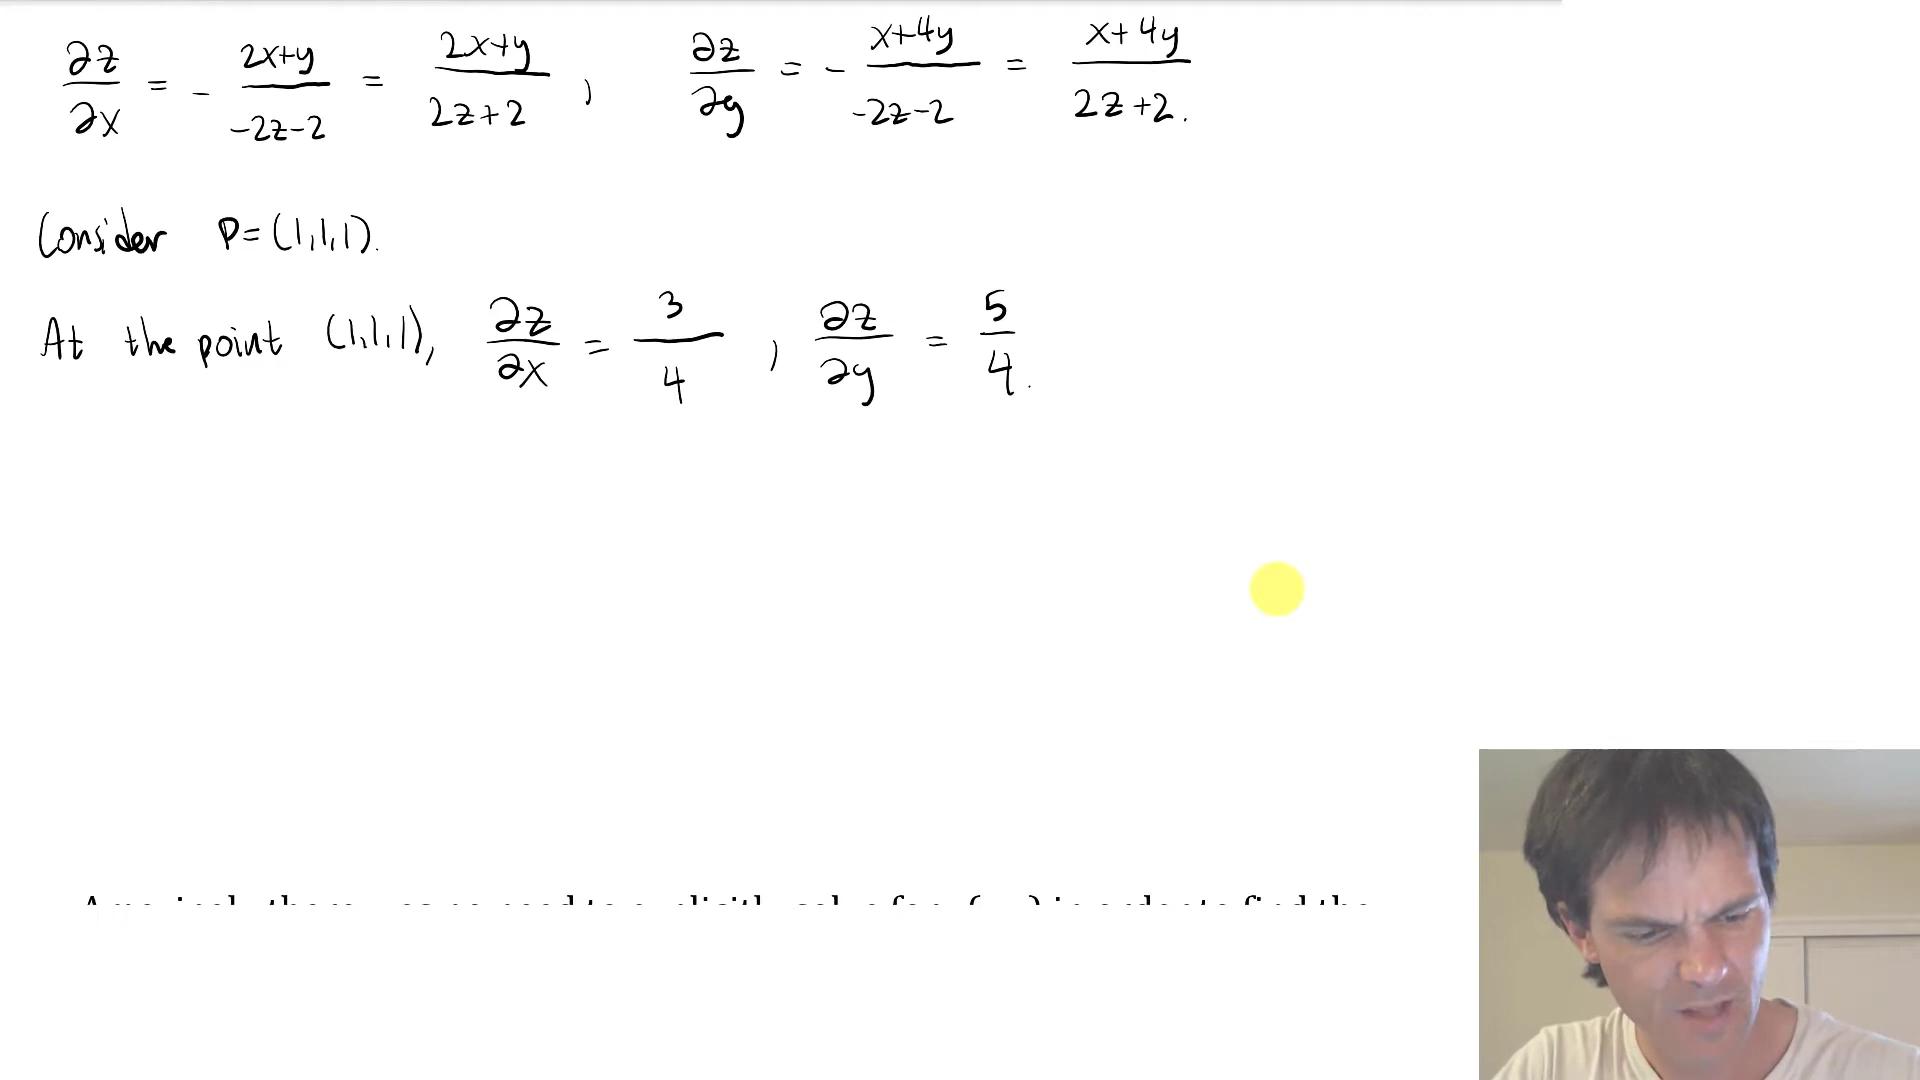 ∂z/∂x = - (2x+y)/(-2z-2) = (2x+y)/(2z+2) , ∂z/∂y = - (x+4y)/(-2z-2) = (x+4y)/(2z+2).
Consider P=(1,1,1).
At the point (1,1,1), ∂z/∂x = 3/4 , ∂z/∂y = 5/4.